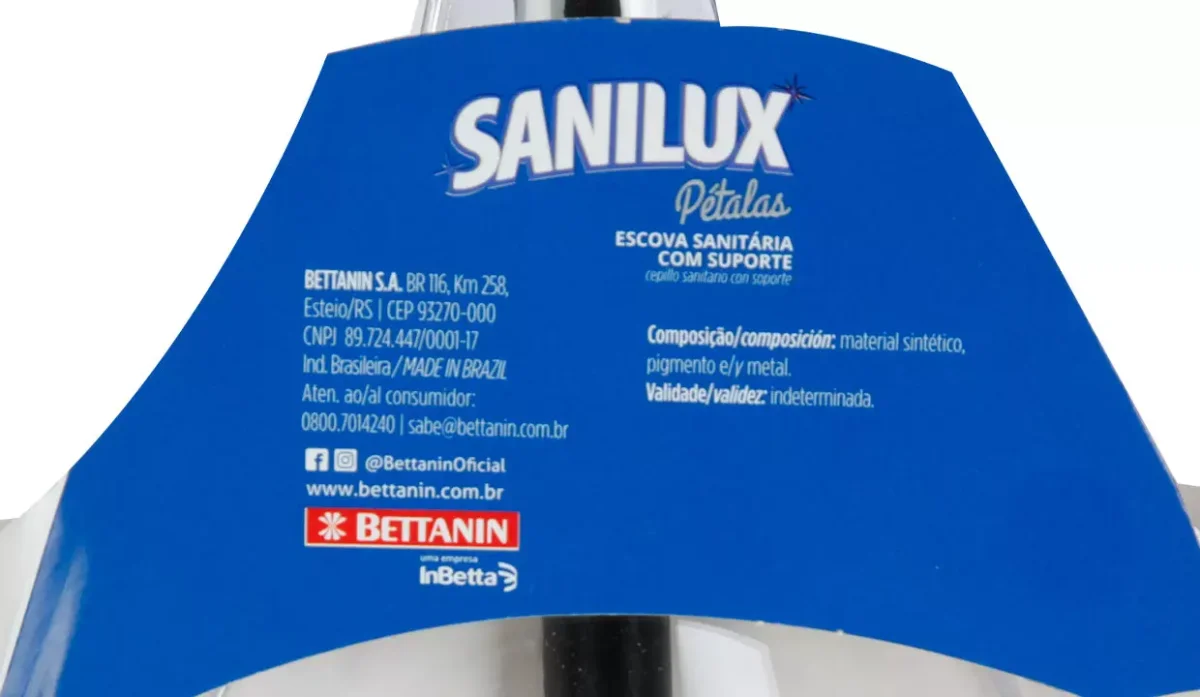 SANILUX
Pétalas
ESCOVA SANITÁRIA
COM SUPORTE
cepillo sanitario con soporte
BETTANIN S.A. BR 116, Km 258,
Esteio/RS | CEP 93270-000
CNPJ 89.724.447/0001-17
Ind. Brasileira/MADE IN BRAZIL
Aten. ao/al consumidor:
0800.7014240 | sabe@bettanin.com.br
@BettaninOficial
www.bettanin.com.br
BETTANIN
uma empresa
InBetta
Composição/composición: material sintético,
pigmento e/y metal.
Validade/validez: indeterminada.